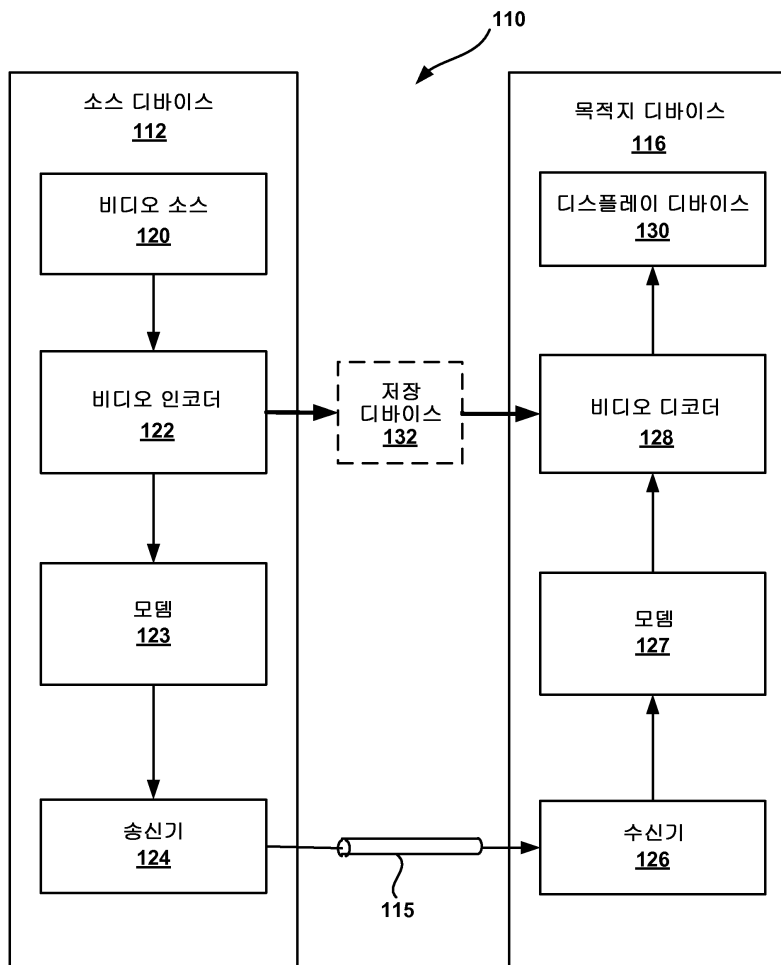 110
소스 디바이스
112
비디오 소스
120
비디오 인코더
122
모뎀
123
송신기
124
저장
디바이스
132
115
목적지 디바이스
116
디스플레이 디바이스
130
비디오 디코더
128
모뎀
127
수신기
126